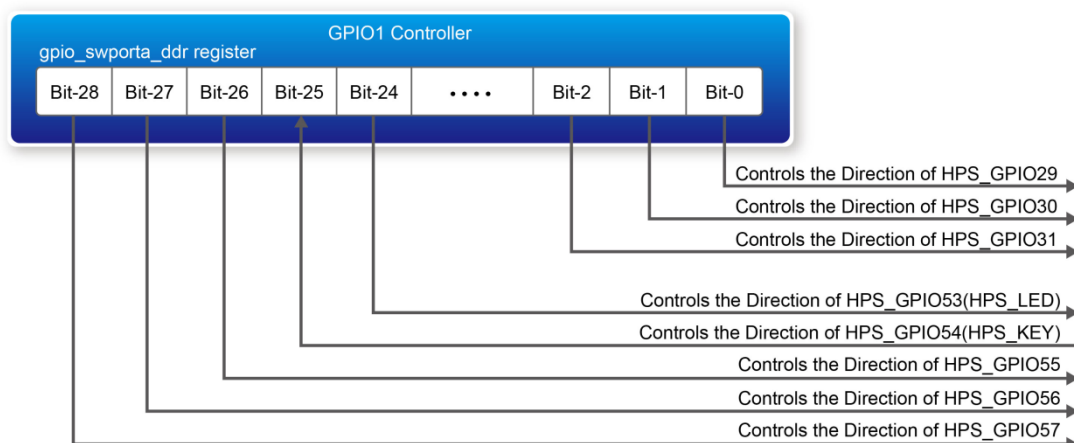 GPIO1 Controller
gpio_swporta_ddr register
Bit-28 Bit-27 Bit-26 Bit-25 Bit-24 •••• Bit-2 Bit-1 Bit-0
Controls the Direction of HPS_GPIO29
Controls the Direction of HPS_GPIO30
Controls the Direction of HPS_GPIO31
Controls the Direction of HPS_GPIO53(HPS_LED)
Controls the Direction of HPS_GPIO54(HPS_KEY)
Controls the Direction of HPS_GPIO55
Controls the Direction of HPS_GPIO56
Controls the Direction of HPS_GPIO57